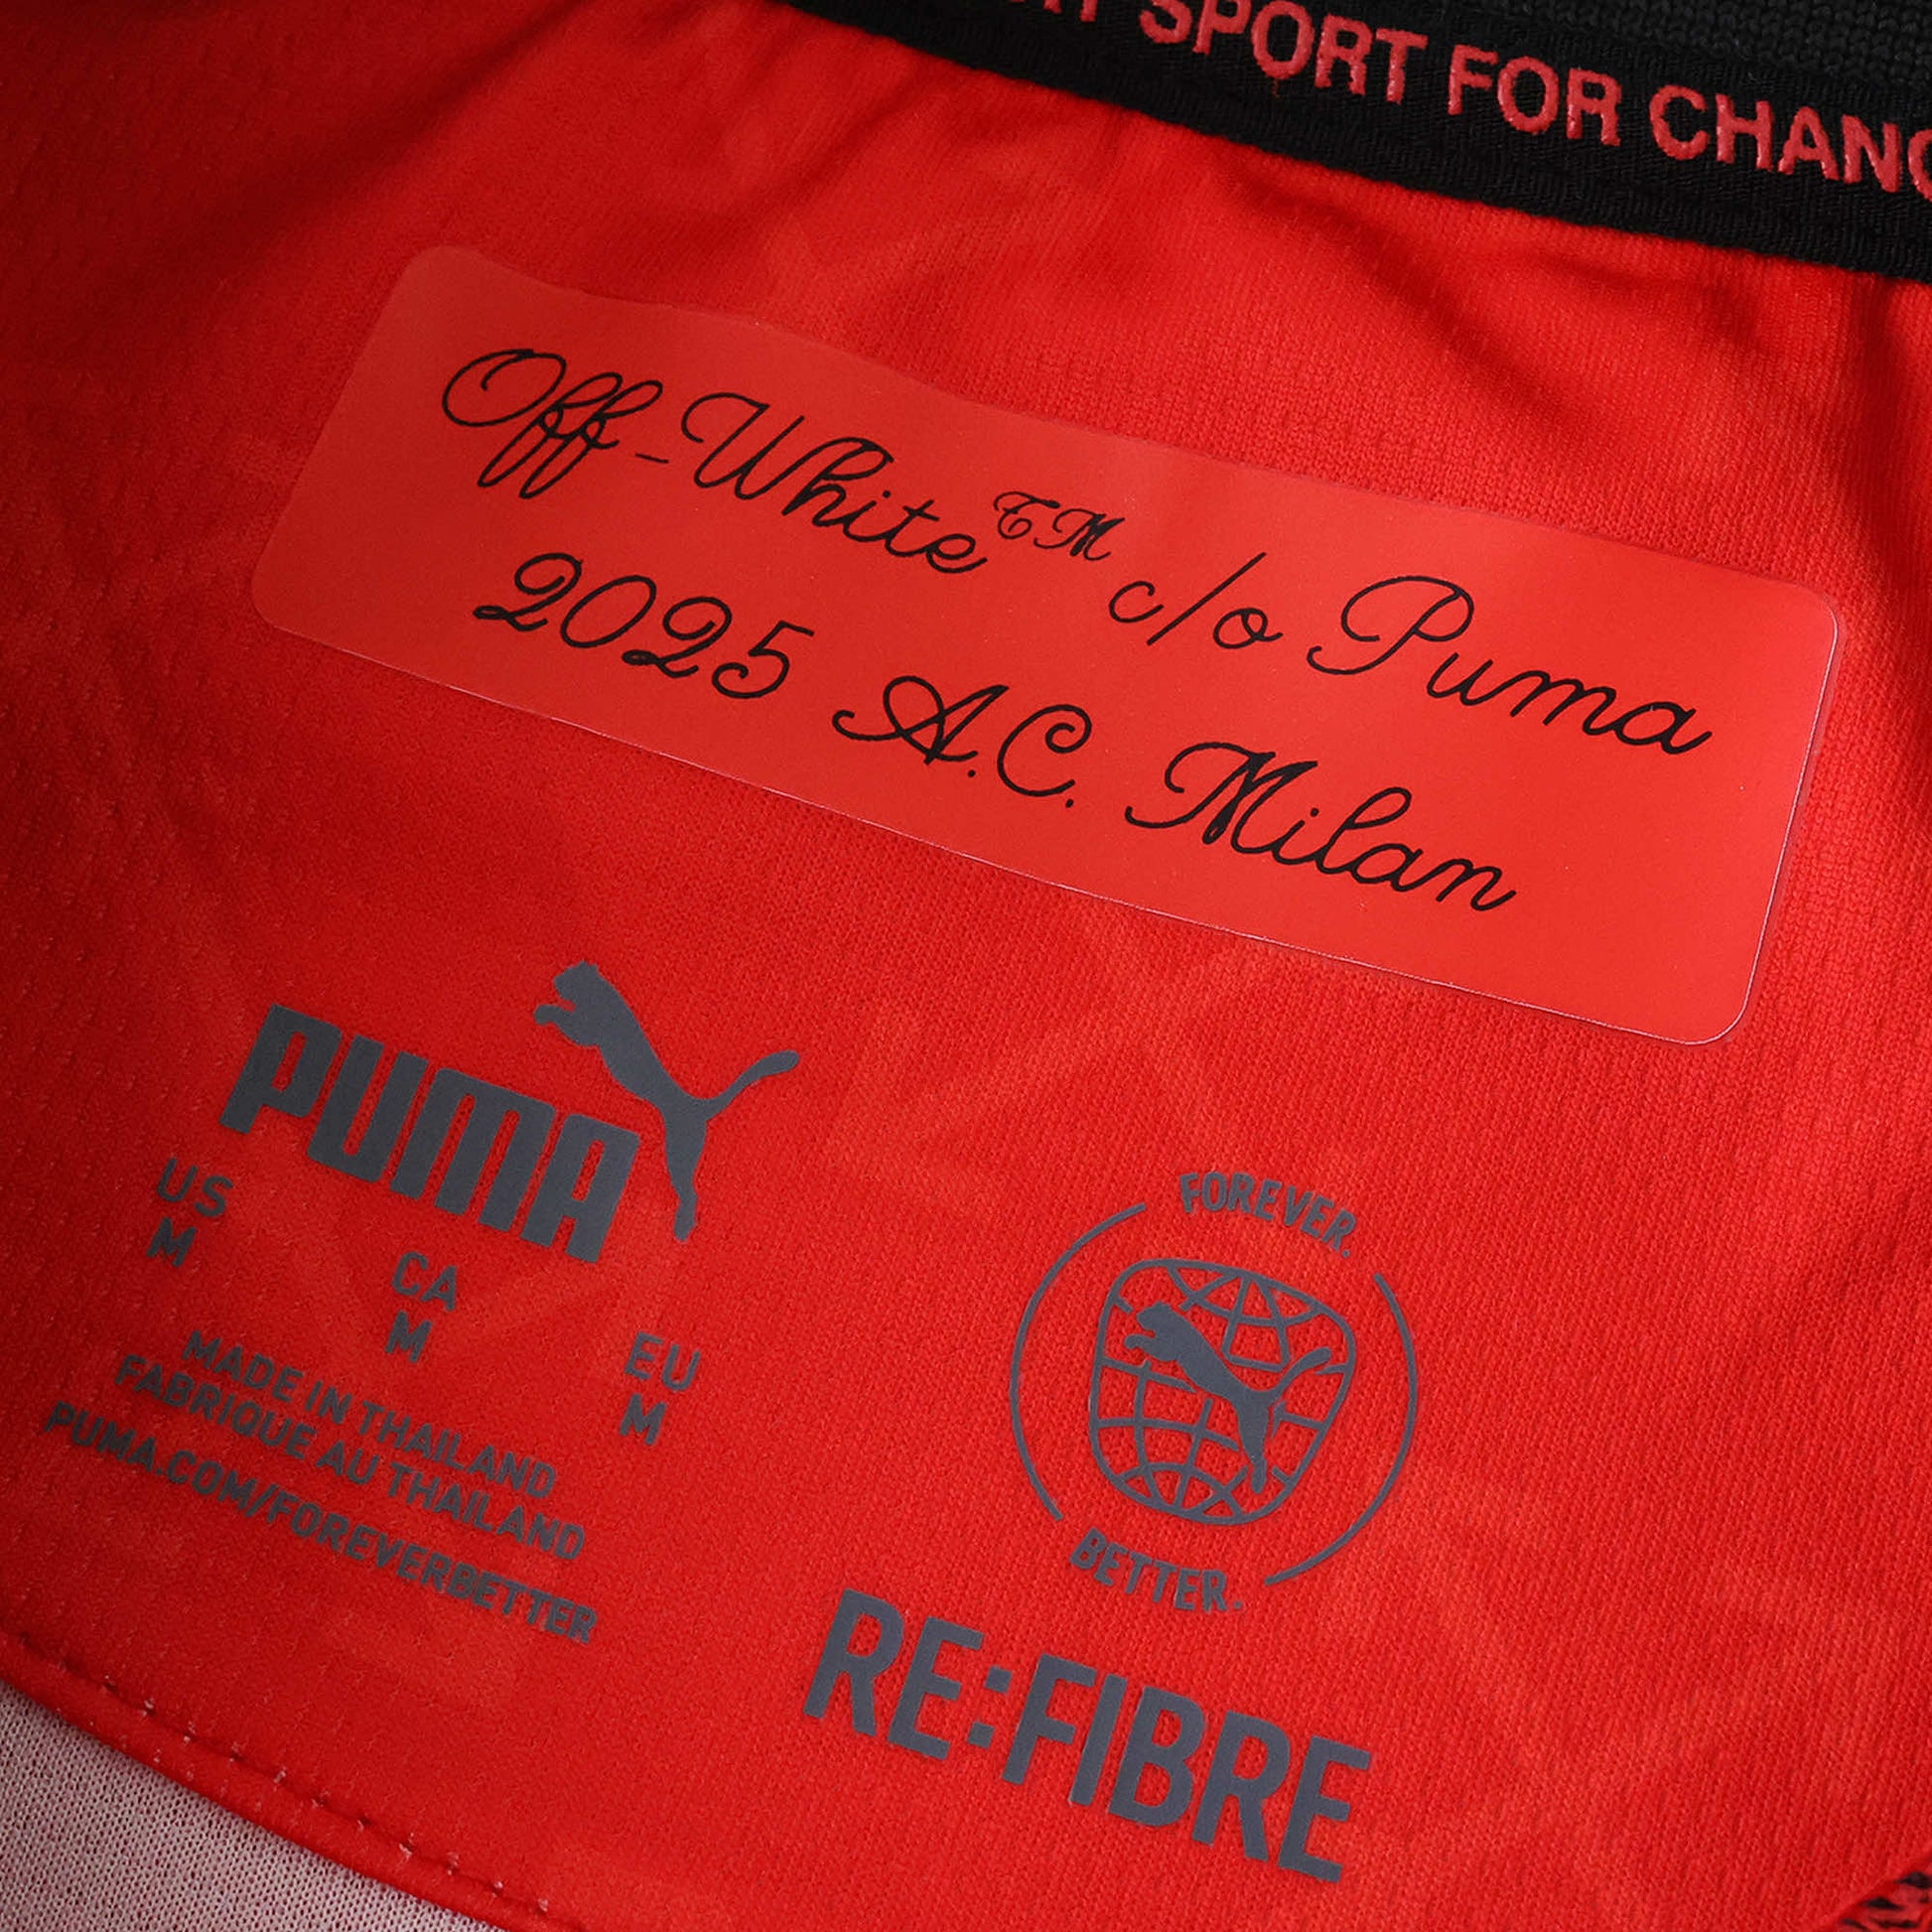 SPORT FOR
Off-White™ c/o Puma
2025 A.C. Milan
PUMA
US CA EU
M M M
MADE IN THAILAND
FABRIQUE AU THAILAND
PUMA.COM/FOREVERBETTER
FOREVER.
BETTER.
RE:FIBRE